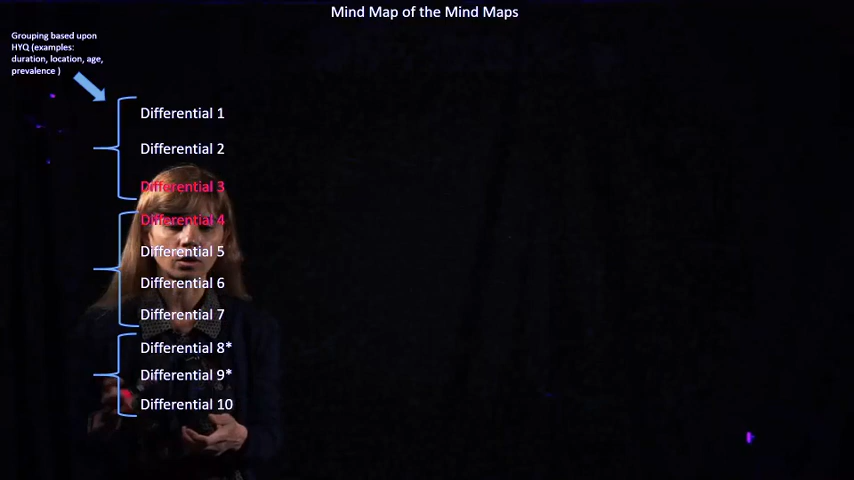 Mind Map of the Mind Maps
Grouping based upon
HYQ (examples:
duration, location, age,
prevalence )
Differential 1
Differential 2
Differential 3
Differential 4
Differential 5
Differential 6
Differential 7
Differential 8*
Differential 9*
Differential 10